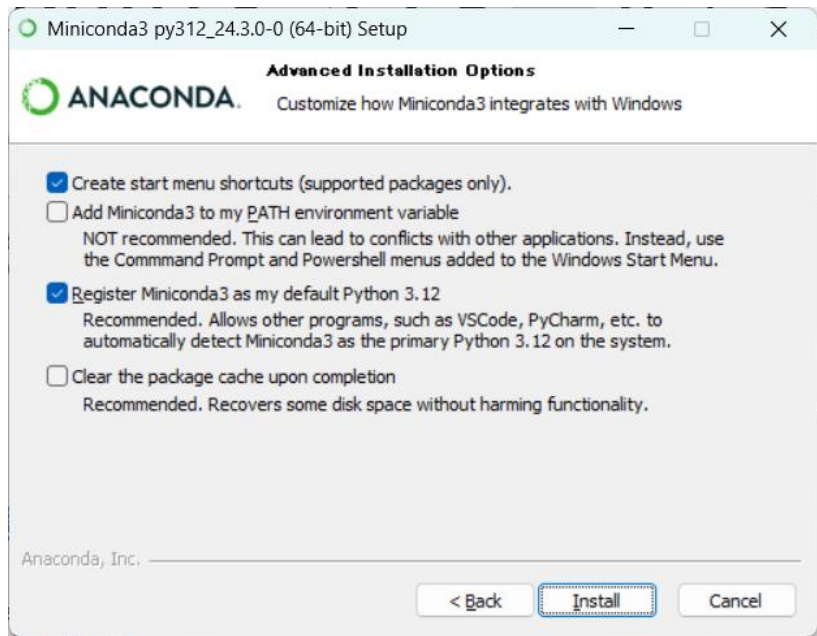 Miniconda3 py312_24.3.0-0 (64-bit) Setup
ANACONDA.
Advanced Installation Options
Customize how Miniconda3 integrates with Windows
Create start menu shortcuts (supported packages only).
Add Miniconda3 to my PATH environment variable
NOT recommended. This can lead to conflicts with other applications. Instead, use
the Commmand Prompt and Powershell menus added to the Windows Start Menu.
Register Miniconda3 as my default Python 3.12
Recommended. Allows other programs, such as VSCode, PyCharm, etc. to
automatically detect Miniconda3 as the primary Python 3.12 on the system.
Clear the package cache upon completion
Recommended. Recovers some disk space without harming functionality.
Anaconda, Inc.
< Back
Install
Cancel